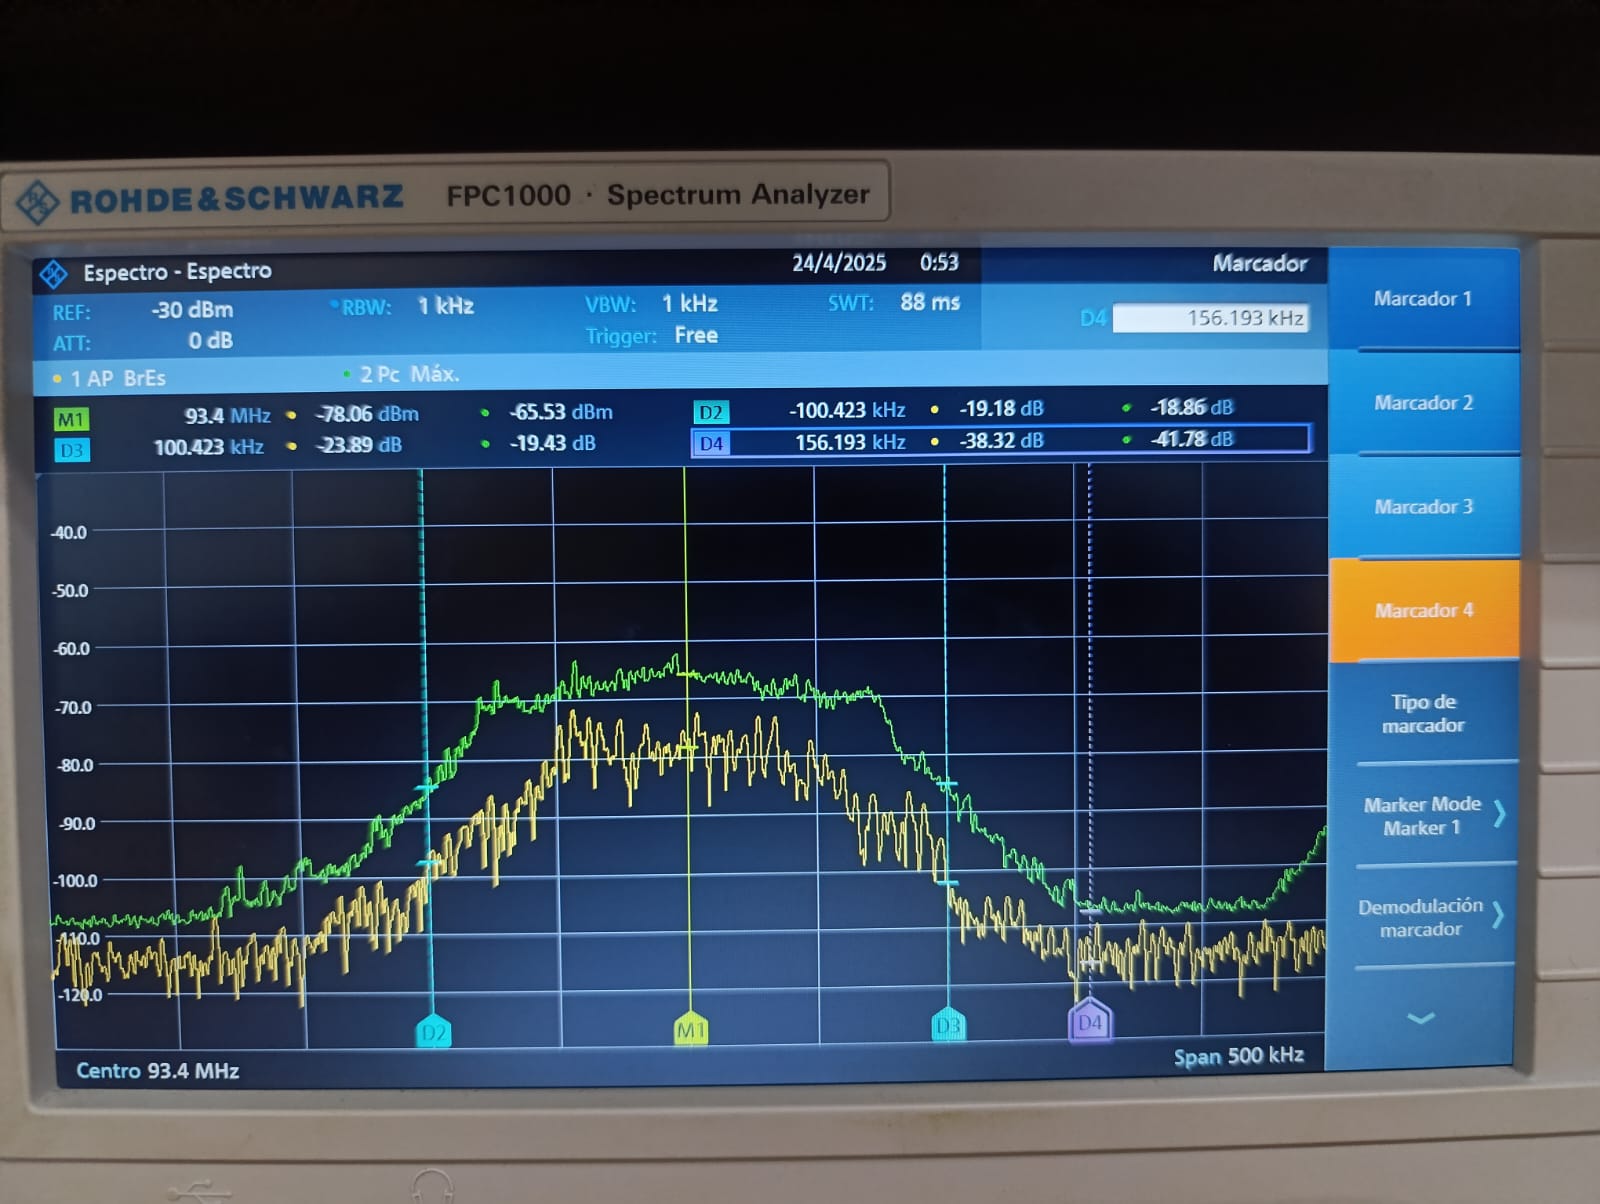 ROHDE&SCHWARZ FPC1000 · Spectrum Analyzer
Espectro - Espectro 24/4/2025 0:53 Marcador
REF: -30 dBm RBW: 1 kHz VBW: 1 kHz SWT: 88 ms
D4 156.193 kHz
ATT: 0 dB Trigger: Free
1 AP BrEs 2 Pc Máx.
M1 93.4 MHz -78.06 dBm -65.53 dBm D2 -100.423 kHz -19.18 dB -18.86 dB
D3 100.423 kHz -23.89 dB -19.43 dB D4 156.193 kHz -38.32 dB -41.78 dB
-40.0
-50.0
-60.0
-70.0
-80.0
-90.0
-100.0
-110.0
-120.0
D2 M1 D3 D4
Centro 93.4 MHz Span 500 kHz
Marcador 1
Marcador 2
Marcador 3
Marcador 4
Tipo de
marcador
Marker Mode
Marker 1
Demodulación
marcador